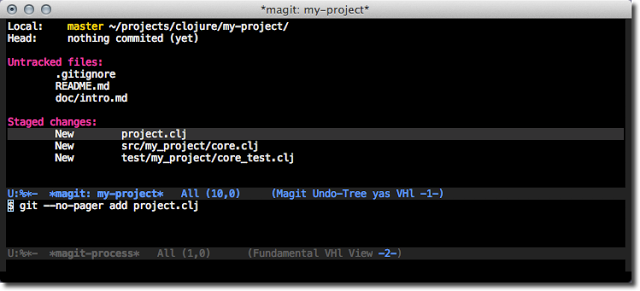 *magit: my-project*
Local: master ~/projects/clojure/my-project/
Head: nothing commited (yet)
Untracked files:
.gitignore
README.md
doc/intro.md
Staged changes:
New project.clj
New src/my_project/core.clj
New test/my_project/core_test.clj
U:%*- *magit: my-project* All (10,0) (Magit Undo-Tree yas VHl -1-)
$ git --no-pager add project.clj
U:%*- *magit-process* All (1,0) (Fundamental VHl View -2-)